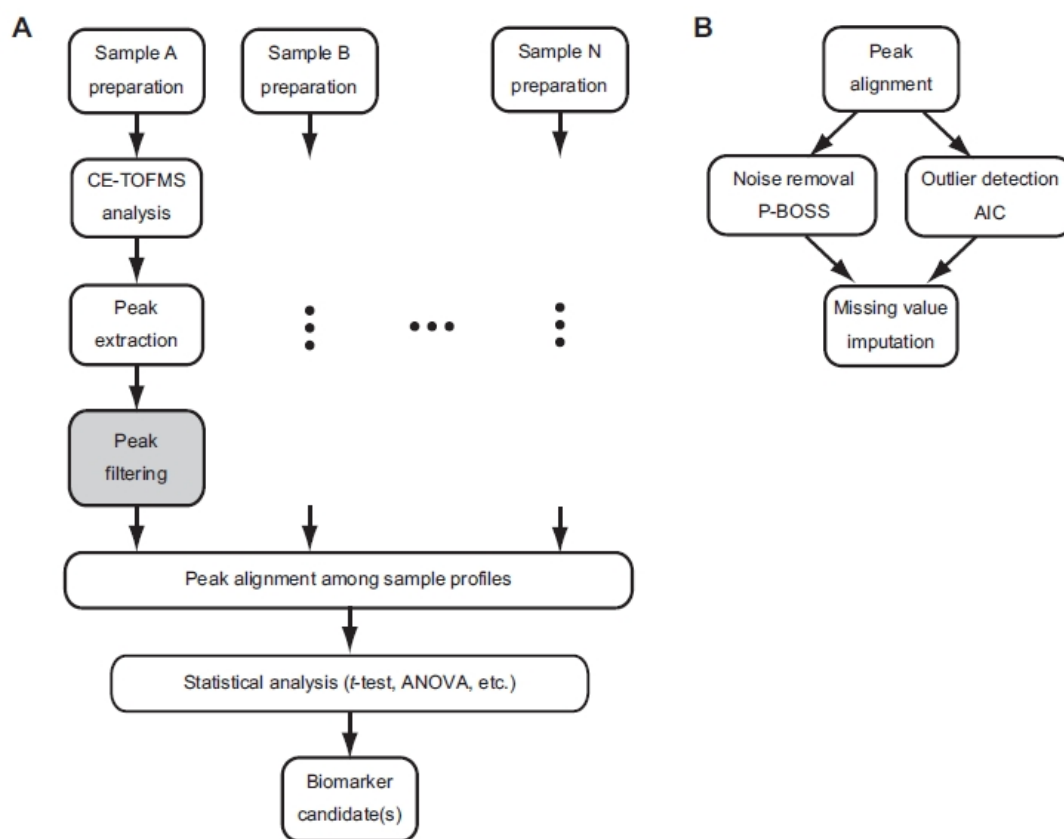 A
Sample A
preparation
Sample B
preparation
Sample N
preparation
CE-TOFMS
analysis
Peak
extraction
Peak
filtering
Peak alignment among sample profiles
Statistical analysis (t-test, ANOVA, etc.)
Biomarker
candidate(s)
B
Peak
alignment
Noise removal
P-BOSS
Outlier detection
AIC
Missing value
imputation